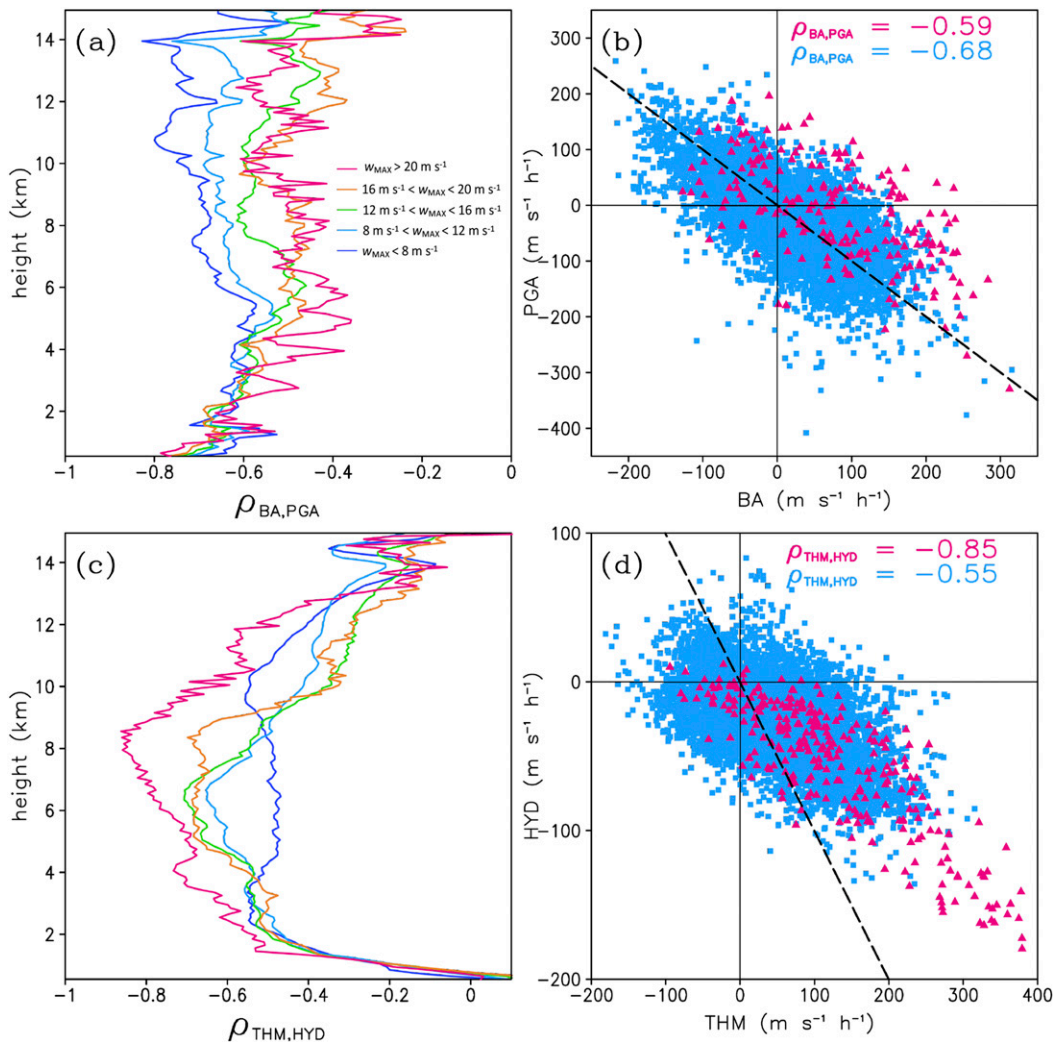 (a)
14
12
10
8
6
4
2
height (km)
wMAX > 20 m s⁻¹
16 m s⁻¹ < wMAX < 20 m s⁻¹
12 m s⁻¹ < wMAX < 16 m s⁻¹
8 m s⁻¹ < wMAX < 12 m s⁻¹
wMAX < 8 m s⁻¹
-1 -0.8 -0.6 -0.4 -0.2 0
ρBA,PGA
(b)
ρBA,PGA = -0.59
ρBA,PGA = -0.68
300
200
100
0
-100
-200
-300
-400
PGA (m s⁻¹ h⁻¹)
-200 -100 0 100 200 300
BA (m s⁻¹ h⁻¹)
(c)
14
12
10
8
6
4
2
height (km)
-1 -0.8 -0.6 -0.4 -0.2 0
ρTHM,HYD
(d)
ρTHM,HYD = -0.85
ρTHM,HYD = -0.55
100
0
-100
-200
HYD (m s⁻¹ h⁻¹)
-200 -100 0 100 200 300 400
THM (m s⁻¹ h⁻¹)